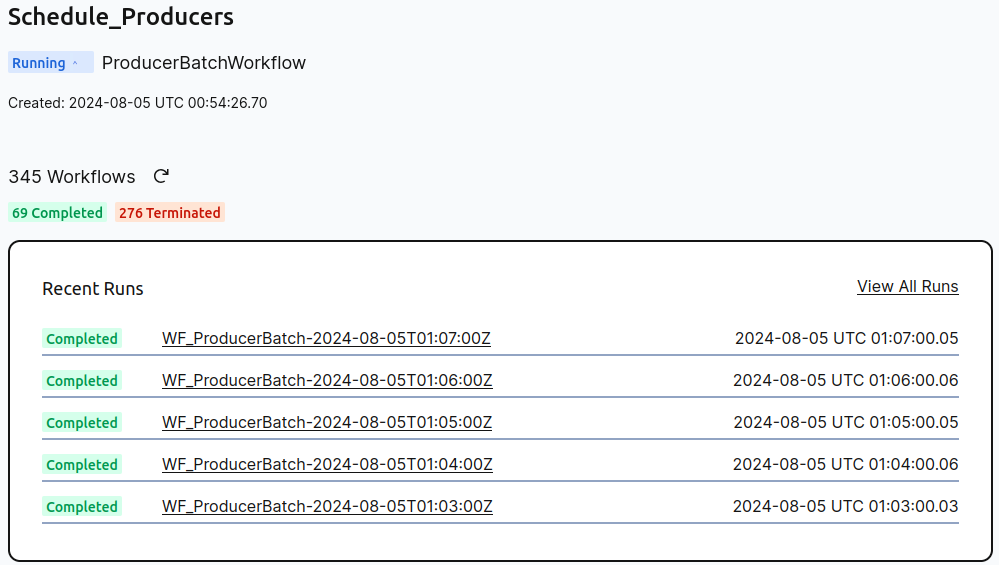 Schedule_Producers
Running ProducerBatchWorkflow
Created: 2024-08-05 UTC 00:54:26.70
345 Workflows
69 Completed 276 Terminated
Recent Runs View All Runs
Completed WF_ProducerBatch-2024-08-05T01:07:00Z 2024-08-05 UTC 01:07:00.05
Completed WF_ProducerBatch-2024-08-05T01:06:00Z 2024-08-05 UTC 01:06:00.06
Completed WF_ProducerBatch-2024-08-05T01:05:00Z 2024-08-05 UTC 01:05:00.05
Completed WF_ProducerBatch-2024-08-05T01:04:00Z 2024-08-05 UTC 01:04:00.06
Completed WF_ProducerBatch-2024-08-05T01:03:00Z 2024-08-05 UTC 01:03:00.03